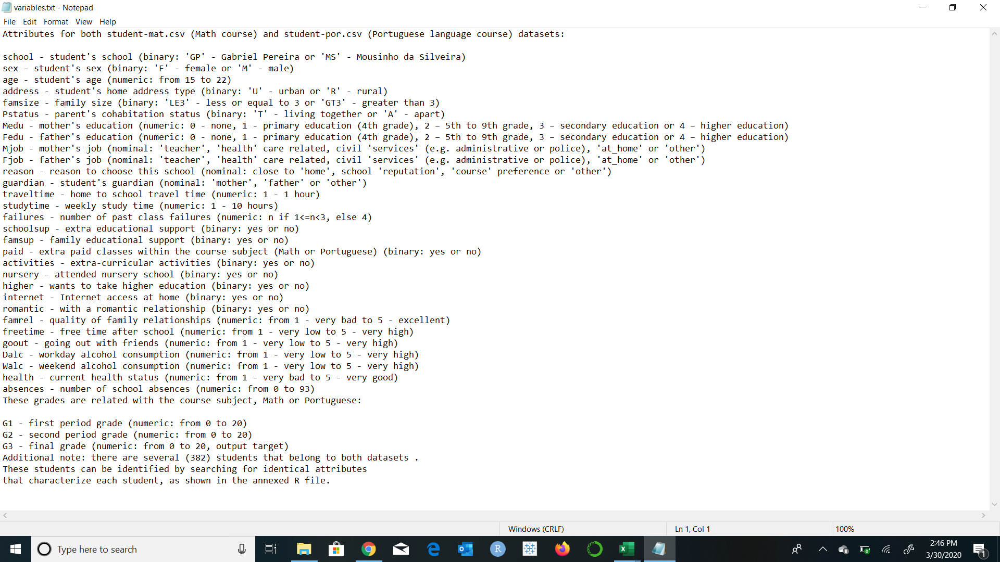 variables.txt - Notepad
File Edit Format View Help
Attributes for both student-mat.csv (Math course) and student-por.csv (Portuguese language course) datasets:
school - student's school (binary: 'GP' - Gabriel Pereira or 'MS' - Mousinho da Silveira)
sex - student's sex (binary: 'F' - female or 'M' - male)
age - student's age (numeric: from 15 to 22)
address - student's home address type (binary: 'U' - urban or 'R' - rural)
famsize - family size (binary: 'LE3' - less or equal to 3 or 'GT3' - greater than 3)
Pstatus - parent's cohabitation status (binary: 'T' - living together or 'A' - apart)
Medu - mother's education (numeric: 0 - none, 1 - primary education (4th grade), 2 – 5th to 9th grade, 3 – secondary education or 4 – higher education)
Fedu - father's education (numeric: 0 - none, 1 - primary education (4th grade), 2 – 5th to 9th grade, 3 – secondary education or 4 – higher education)
Mjob - mother's job (nominal: 'teacher', 'health' care related, civil 'services' (e.g. administrative or police), 'at_home' or 'other')
Fjob - father's job (nominal: 'teacher', 'health' care related, civil 'services' (e.g. administrative or police), 'at_home' or 'other')
reason - reason to choose this school (nominal: close to 'home', school 'reputation', 'course' preference or 'other')
guardian - student's guardian (nominal: 'mother', 'father' or 'other')
traveltime - home to school travel time (numeric: 1 - 1 hour)
studytime - weekly study time (numeric: 1 - 10 hours)
failures - number of past class failures (numeric: n if 1<=n<3, else 4)
schoolsup - extra educational support (binary: yes or no)
famsup - family educational support (binary: yes or no)
paid - extra paid classes within the course subject (Math or Portuguese) (binary: yes or no)
activities - extra-curricular activities (binary: yes or no)
nursery - attended nursery school (binary: yes or no)
higher - wants to take higher education (binary: yes or no)
internet - Internet access at home (binary: yes or no)
romantic - with a romantic relationship (binary: yes or no)
famrel - quality of family relationships (numeric: from 1 - very bad to 5 - excellent)
freetime - free time after school (numeric: from 1 - very low to 5 - very high)
goout - going out with friends (numeric: from 1 - very low to 5 - very high)
Dalc - workday alcohol consumption (numeric: from 1 - very low to 5 - very high)
Walc - weekend alcohol consumption (numeric: from 1 - very low to 5 - very high)
health - current health status (numeric: from 1 - very bad to 5 - very good)
absences - number of school absences (numeric: from 0 to 93)
These grades are related with the course subject, Math or Portuguese:
G1 - first period grade (numeric: from 0 to 20)
G2 - second period grade (numeric: from 0 to 20)
G3 - final grade (numeric: from 0 to 20, output target)
Additional note: there are several (382) students that belong to both datasets .
These students can be identified by searching for identical attributes
that characterize each student, as shown in the annexed R file.
Windows (CRLF) Ln 1, Col 1 100%
Type here to search
R
2:46 PM
3/30/2020
1